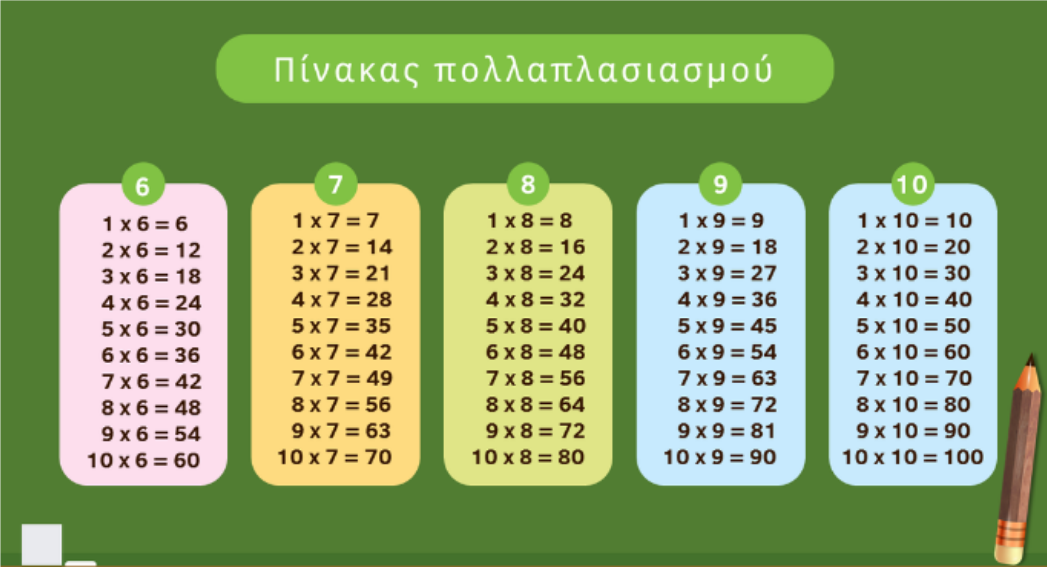 Πίνακας πολλαπλασιασμού
6
1 x 6 = 6
2 x 6 = 12
3 x 6 = 18
4 x 6 = 24
5 x 6 = 30
6 x 6 = 36
7 x 6 = 42
8 x 6 = 48
9 x 6 = 54
10 x 6 = 60
7
1 x 7 = 7
2 x 7 = 14
3 x 7 = 21
4 x 7 = 28
5 x 7 = 35
6 x 7 = 42
7 x 7 = 49
8 x 7 = 56
9 x 7 = 63
10 x 7 = 70
8
1 x 8 = 8
2 x 8 = 16
3 x 8 = 24
4 x 8 = 32
5 x 8 = 40
6 x 8 = 48
7 x 8 = 56
8 x 8 = 64
9 x 8 = 72
10 x 8 = 80
9
1 x 9 = 9
2 x 9 = 18
3 x 9 = 27
4 x 9 = 36
5 x 9 = 45
6 x 9 = 54
7 x 9 = 63
8 x 9 = 72
9 x 9 = 81
10 x 9 = 90
10
1 x 10 = 10
2 x 10 = 20
3 x 10 = 30
4 x 10 = 40
5 x 10 = 50
6 x 10 = 60
7 x 10 = 70
8 x 10 = 80
9 x 10 = 90
10 x 10 = 100